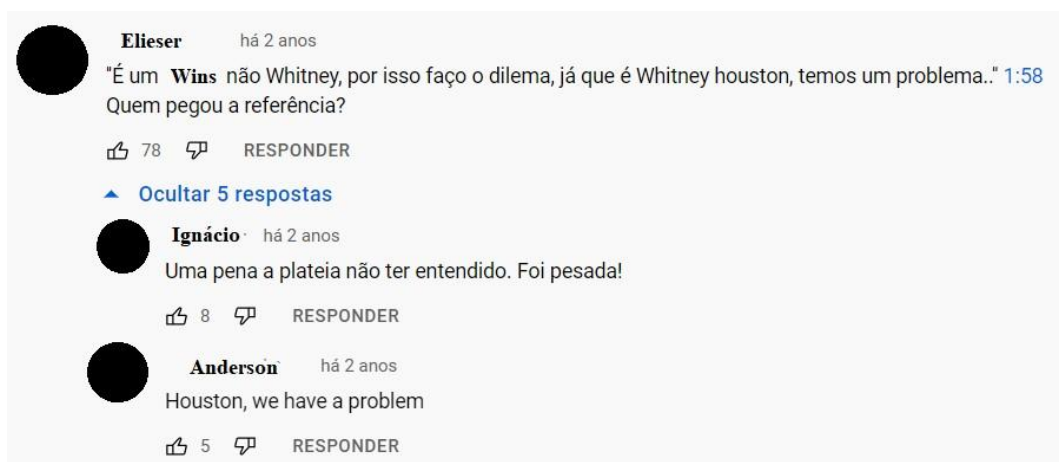 Elieser há 2 anos
"É um Wins não Whitney, por isso faço o dilema, já que é Whitney houston, temos um problema.." 1:58
Quem pegou a referência?
78 RESPONDER
Ocultar 5 respostas
Ignácio há 2 anos
Uma pena a plateia não ter entendido. Foi pesada!
8 RESPONDER
Anderson há 2 anos
Houston, we have a problem
5 RESPONDER